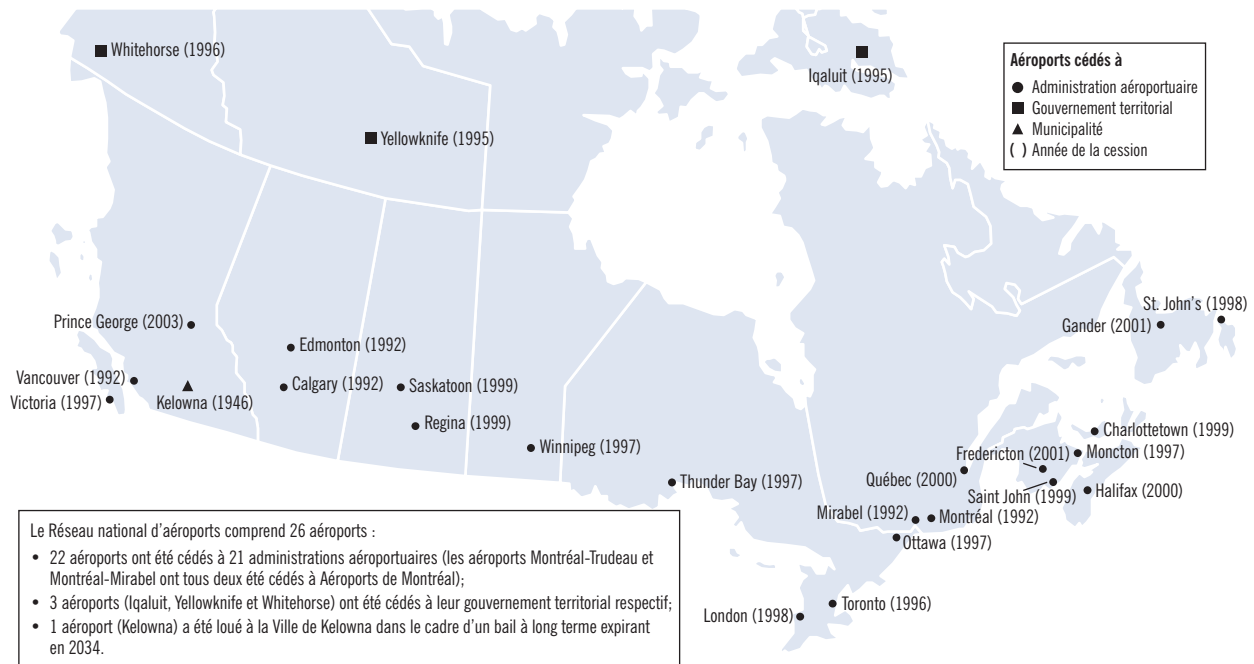 Whitehorse (1996)
Iqaluit (1995)
Yellowknife (1995)
Aéroports cédés à
Administration aéroportuaire
Gouvernement territorial
Municipalité
( ) Année de la cession
St. John's (1998)
Gander (2001)
Prince George (2003)
Edmonton (1992)
Vancouver (1992)
Calgary (1992)
Saskatoon (1999)
Victoria (1997)
Kelowna (1946)
Regina (1999)
Charlottetown (1999)
Winnipeg (1997)
Fredericton (2001)
Moncton (1997)
Thunder Bay (1997)
Québec (2000)
Saint John (1999)
Halifax (2000)
Mirabel (1992)
Montréal (1992)
Ottawa (1997)
Toronto (1996)
London (1998)
Le Réseau national d'aéroports comprend 26 aéroports :
• 22 aéroports ont été cédés à 21 administrations aéroportuaires (les aéroports Montréal-Trudeau et
Montréal-Mirabel ont tous deux été cédés à Aéroports de Montréal);
• 3 aéroports (Iqaluit, Yellowknife et Whitehorse) ont été cédés à leur gouvernement territorial respectif;
• 1 aéroport (Kelowna) a été loué à la Ville de Kelowna dans le cadre d'un bail à long terme expirant
en 2034.